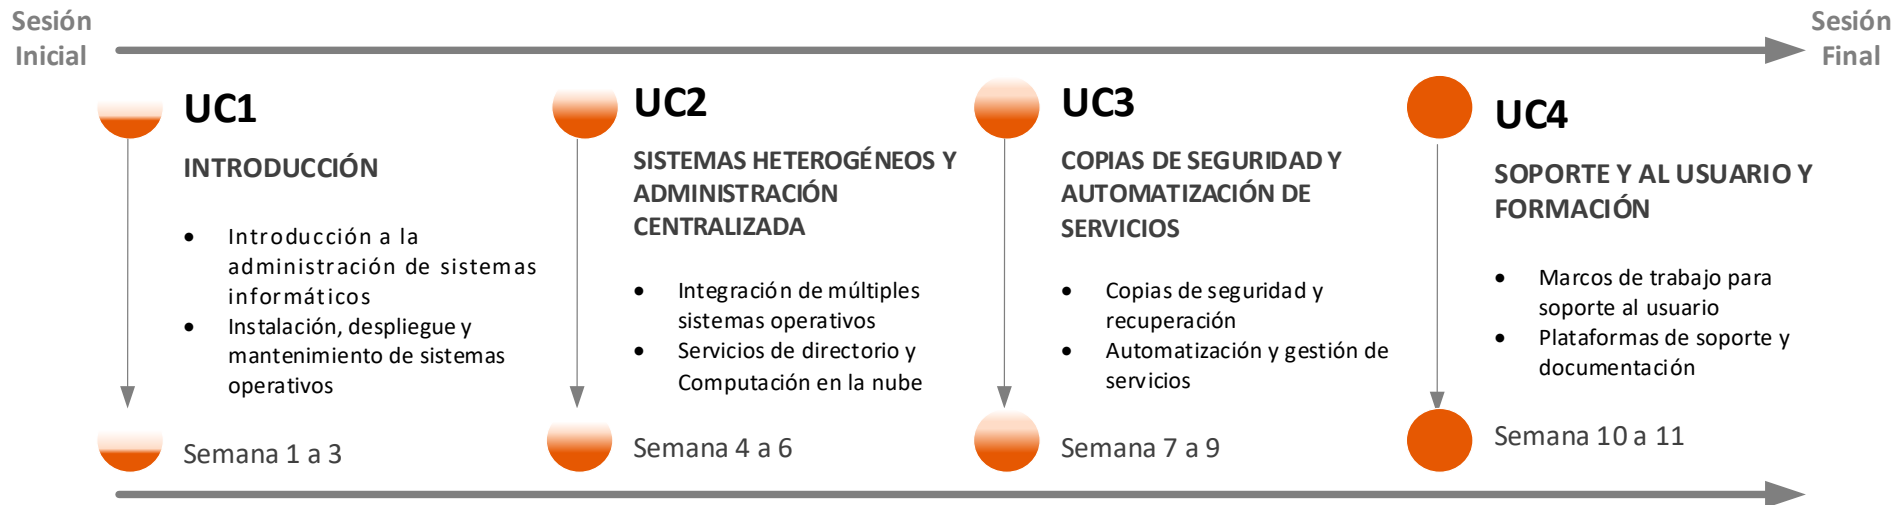 Sesión
Inicial
Sesión
Final
UC1
INTRODUCCIÓN
• Introducción a la
administración de sistemas
informáticos
• Instalación, despliegue y
mantenimiento de sistemas
operativos
Semana 1 a 3
UC2
SISTEMAS HETEROGÉNEOS Y
ADMINISTRACIÓN
CENTRALIZADA
• Integración de múltiples
sistemas operativos
• Servicios de directorio y
Computación en la nube
Semana 4 a 6
UC3
COPIAS DE SEGURIDAD Y
AUTOMATIZACIÓN DE
SERVICIOS
• Copias de seguridad y
recuperación
• Automatización y gestión de
servicios
Semana 7 a 9
UC4
SOPORTE Y AL USUARIO Y
FORMACIÓN
• Marcos de trabajo para
soporte al usuario
• Plataformas de soporte y
documentación
Semana 10 a 11